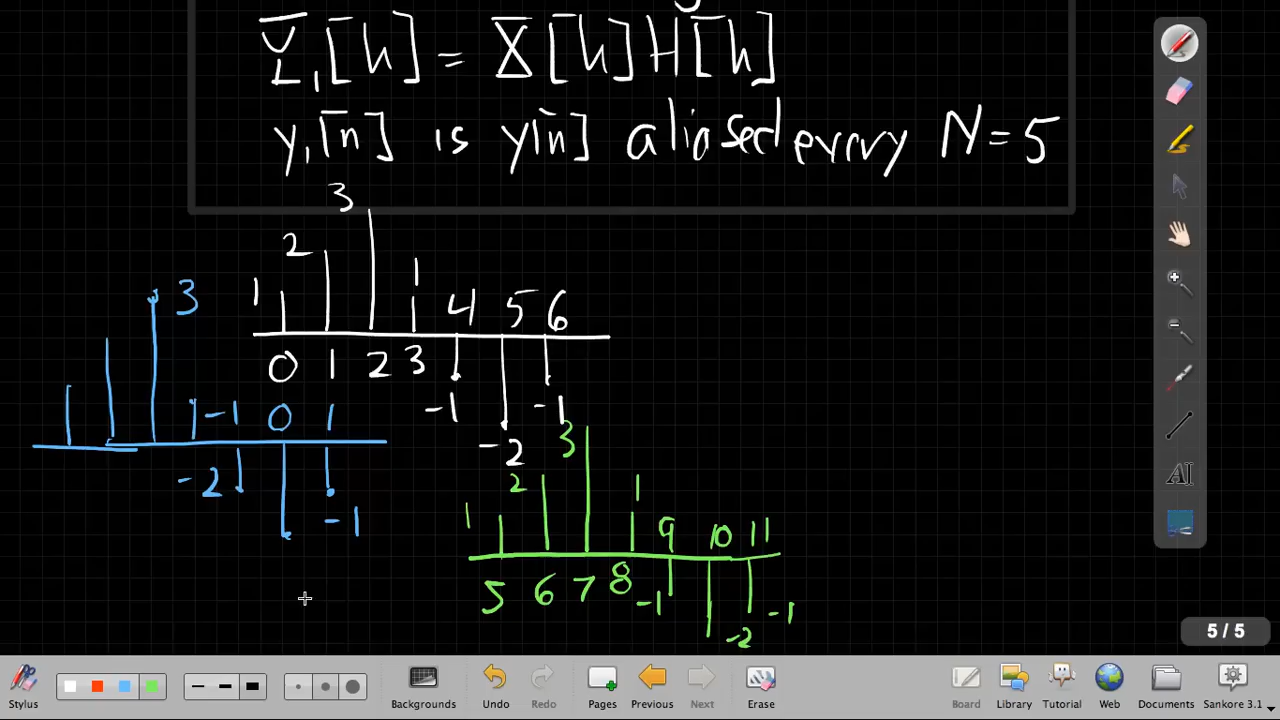 Y₁[k] = X[k]H[k]
y₁[n] is y[n] aliased every N=5
3
2
1
1 4 5 6
0 1 2 3
-1 -2 -1
3
1 -1 0 1
-2 -1
3
2 1
1 9 10 11
5 6 7 8
-1 -2 -1
5 / 5
Stylus Backgrounds Undo Redo Pages Previous Next Erase Board Library Tutorial Web Documents Sankore 3.1
AI